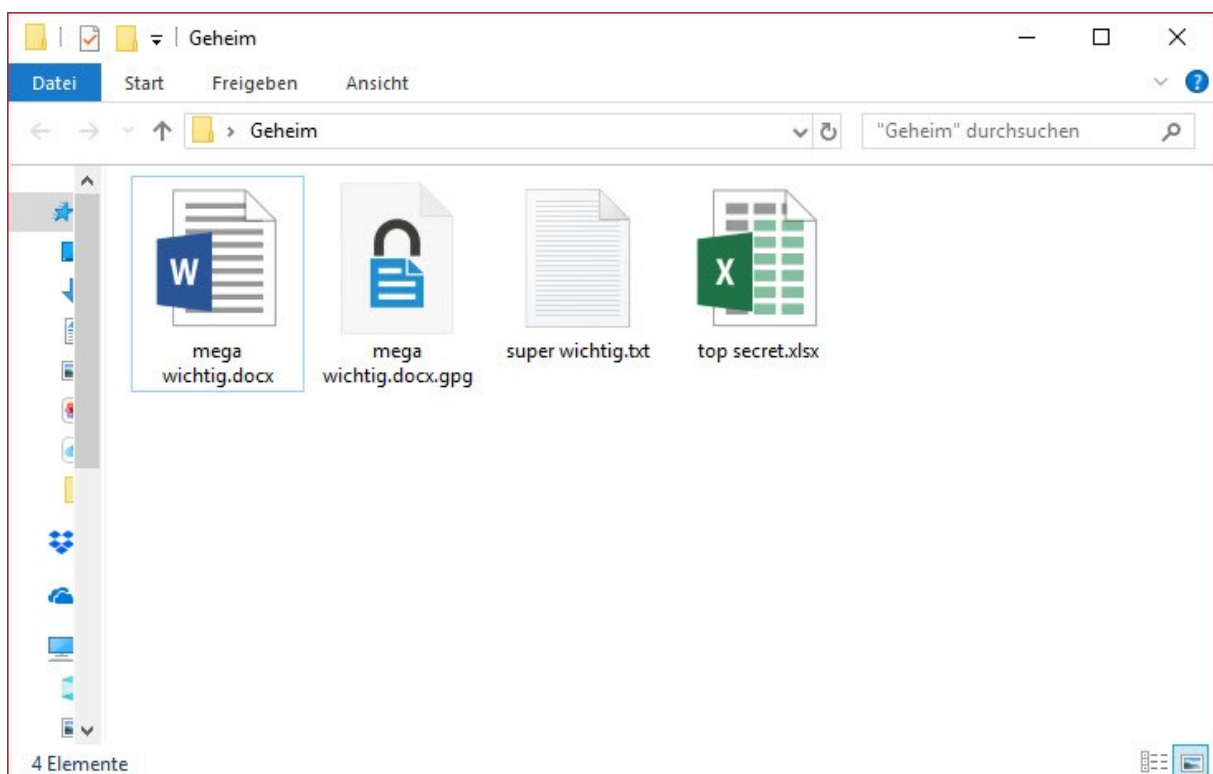 Geheim
Datei Start Freigeben Ansicht
Geheim "Geheim" durchsuchen
W
X
mega
wichtig.docx
mega
wichtig.docx.gpg
super wichtig.txt
top secret.xlsx
4 Elemente